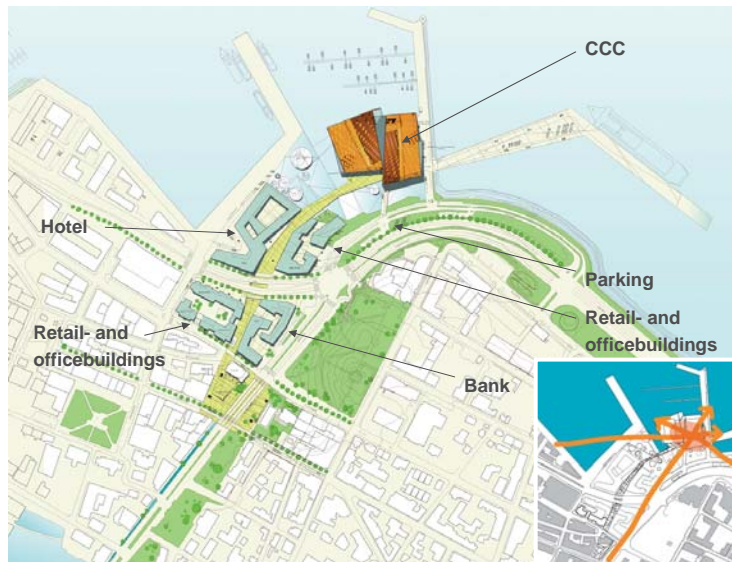 CCC
Hotel
Parking
Retail- and
officebuildings
Retail- and
officebuildings
Bank